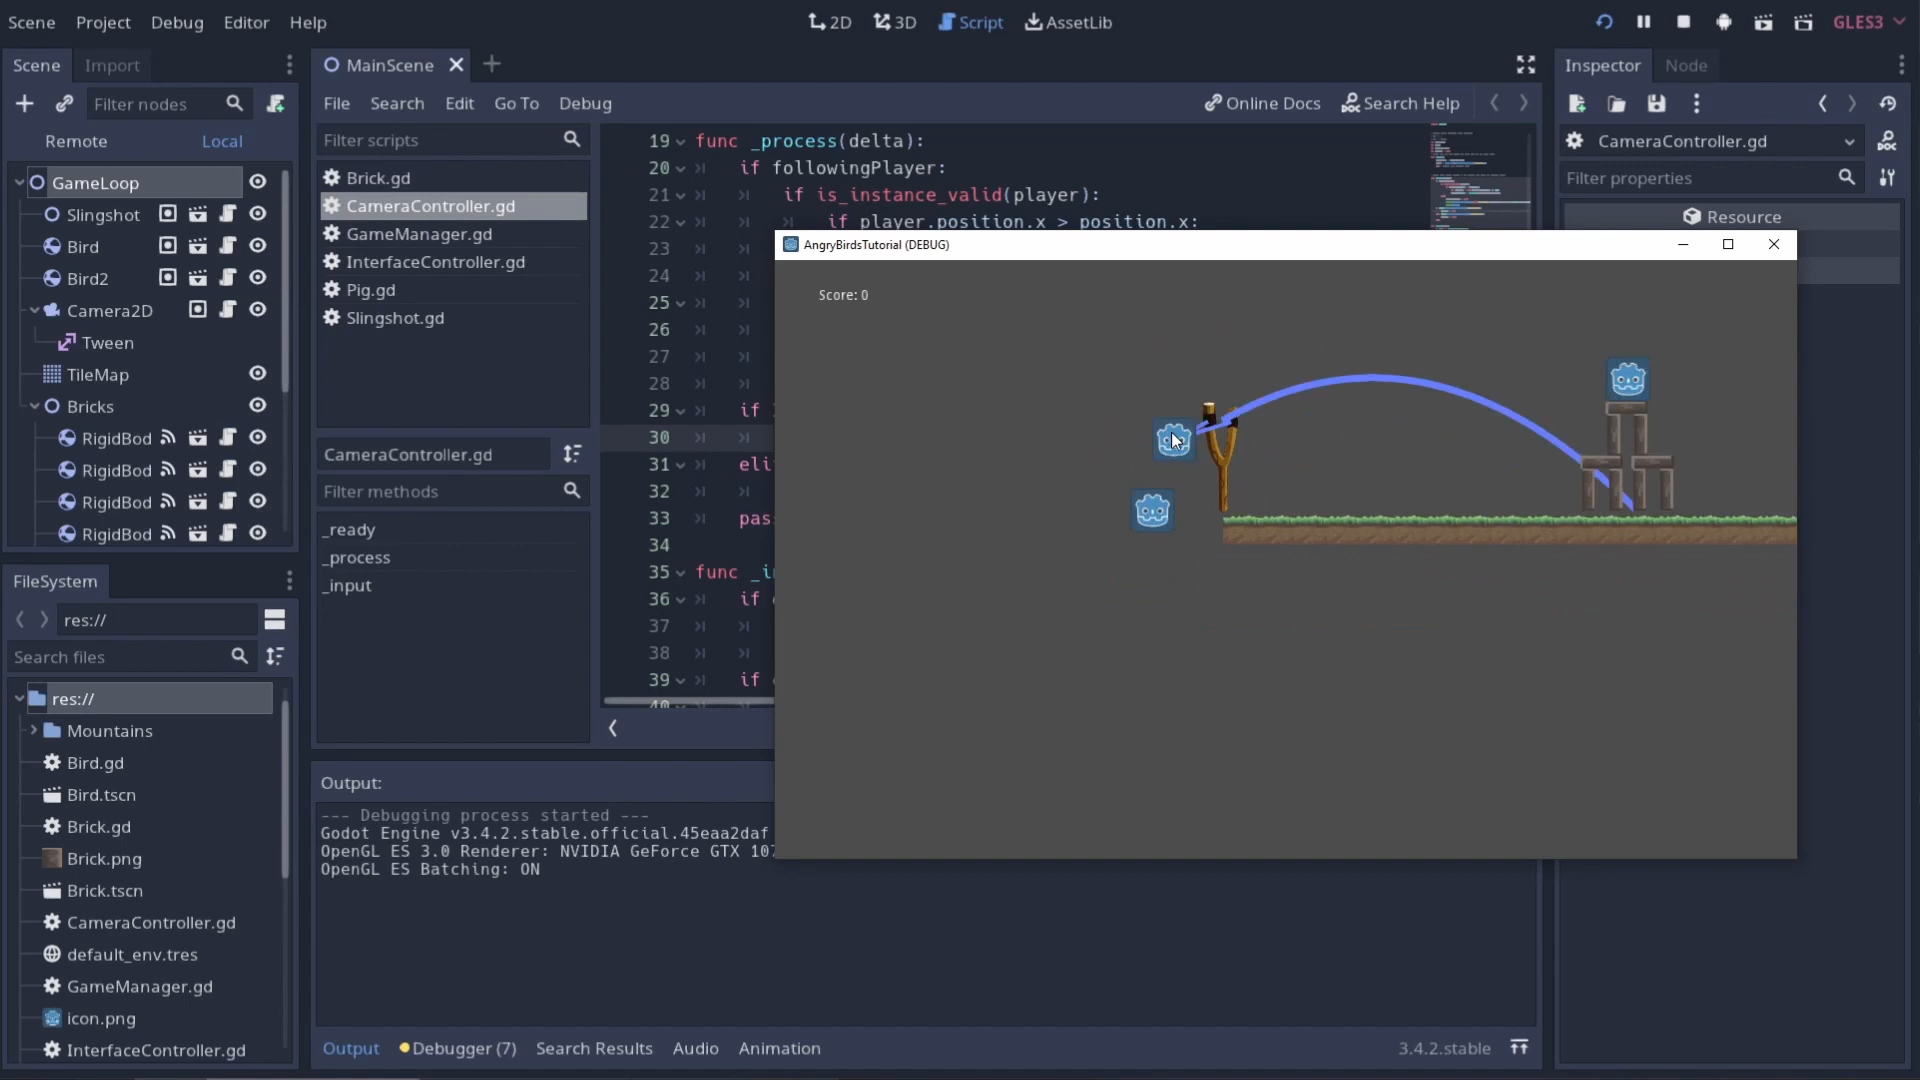 Scene Project Debug Editor Help
2D 3D Script AssetLib
GLES3
Scene Import
Filter nodes
Remote Local
GameLoop
Slingshot
Bird
Bird2
Camera2D
Tween
TileMap
Bricks
RigidBod
RigidBod
RigidBod
RigidBod
FileSystem
res://
Search files
res://
Mountains
Bird.gd
Bird.tscn
Brick.gd
Brick.png
Brick.tscn
CameraController.gd
default_env.tres
GameManager.gd
icon.png
InterfaceController.gd
MainScene
File Search Edit Go To Debug
Online Docs Search Help
Filter scripts
Brick.gd
CameraController.gd
GameManager.gd
InterfaceController.gd
Pig.gd
Slingshot.gd
CameraController.gd
Filter methods
_ready
_process
_input
19 func _process(delta):
20 if followingPlayer:
21 if is_instance_valid(player):
22 if player.position.x > position.x:
23
24
25
26
27
28
29 if
30
31 eli
32
33 pas
34
35 func _i
36 if
37
38
39 if
40
AngryBirdsTutorial (DEBUG)
Score: 0
Output:
--- Debugging process started ---
Godot Engine v3.4.2.stable.official.45eaa2daf
OpenGL ES 3.0 Renderer: NVIDIA GeForce GTX 107
OpenGL ES Batching: ON
Output Debugger (7) Search Results Audio Animation
3.4.2.stable
Inspector Node
CameraController.gd
Filter properties
Resource